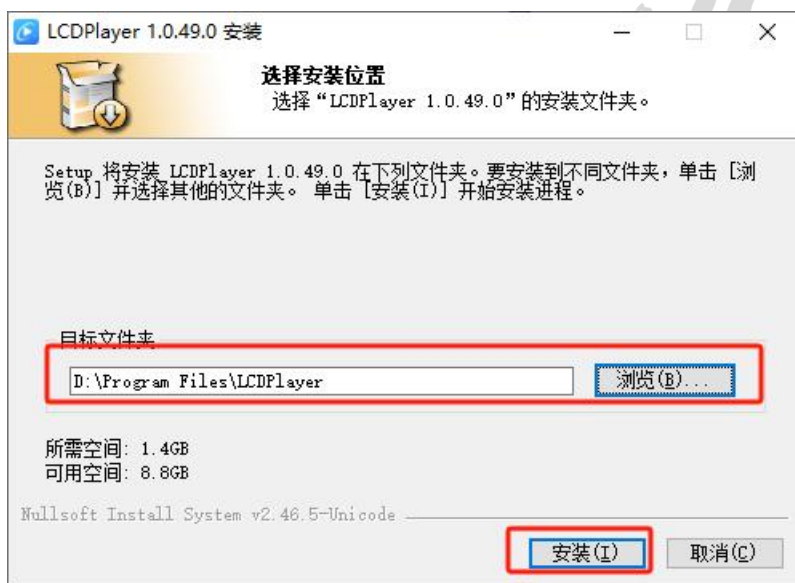 LCDPlayer 1.0.49.0 安装
选择安装位置
选择“LCDPlayer 1.0.49.0”的安装文件夹。
Setup 将安装 LCDPlayer 1.0.49.0 在下列文件夹。要安装到不同文件夹，单击 [浏
览(B)] 并选择其他的文件夹。 单击 [安装(I)] 开始安装进程。
目标文件夹
D:\Program Files\LCDPlayer
浏览(B)...
所需空间: 1.4GB
可用空间: 8.8GB
Nullsoft Install System v2.46.5-Unicode
安装(I)
取消(C)